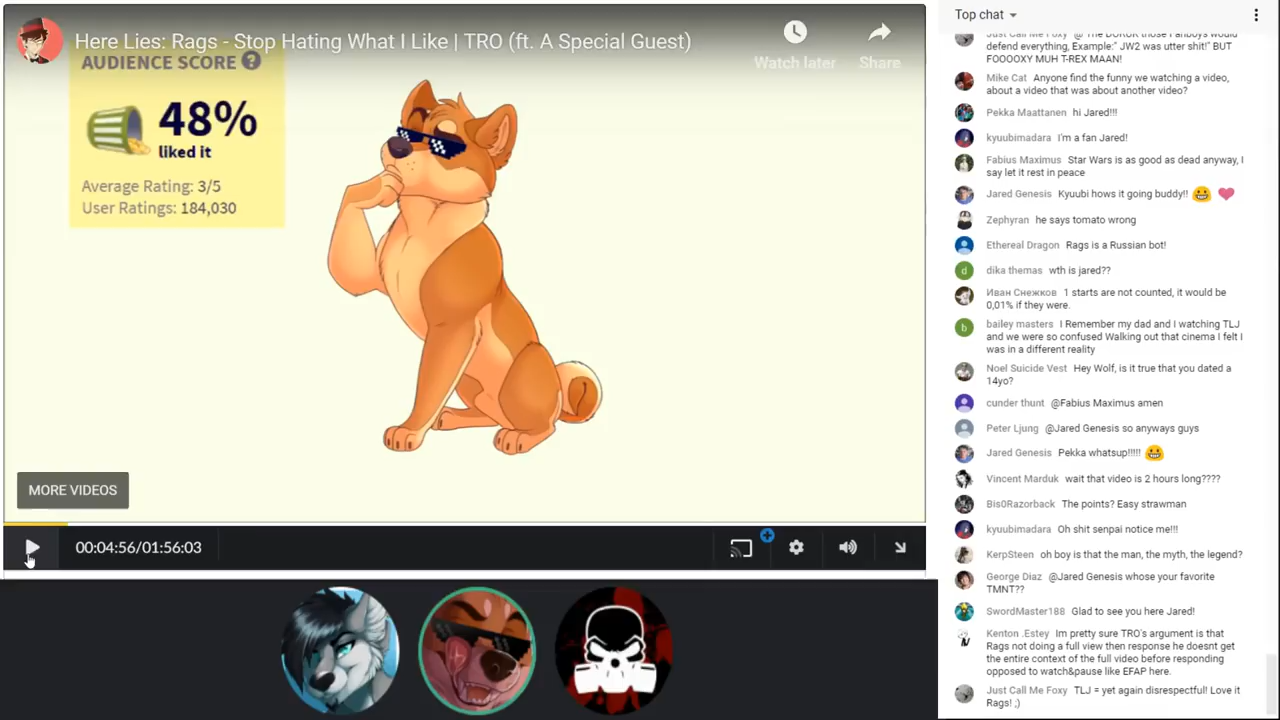 Here Lies: Rags - Stop Hating What I Like | TRO (ft. A Special Guest)
Watch later
Share
AUDIENCE SCORE ?
48%
liked it
Average Rating: 3/5
User Ratings: 184,030
MORE VIDEOS
00:04:56/01:56:03
Top chat
defend everything, Example:" JW2 was utter shit!" BUT
FOOOOXY MUH T-REX MAAN!
Mike Cat Anyone find the funny we watching a video,
about a video that was about another video?
Pekka Maattanen hi Jared!!!
kyuubimadara I'm a fan Jared!
Fabius Maximus Star Wars is as good as dead anyway, I
say let it rest in peace
Jared Genesis Kyuubi hows it going buddy!!
Zephyran he says tomato wrong
Ethereal Dragon Rags is a Russian bot!
d
dika themas wth is jared??
Иван Снежков 1 starts are not counted, it would be
0,01% if they were.
b
bailey masters I Remember my dad and I watching TLJ
and we were so confused Walking out that cinema I felt I
was in a different reality
Noel Suicide Vest Hey Wolf, is it true that you dated a
14yo?
cunder thunt @Fabius Maximus amen
Peter Ljung @Jared Genesis so anyways guys
Jared Genesis Pekka whatsup!!!!!
Vincent Marduk wait that video is 2 hours long????
Bis0Razorback The points? Easy strawman
kyuubimadara Oh shit senpai notice me!!!
KerpSteen oh boy is that the man, the myth, the legend?
George Diaz @Jared Genesis whose your favorite
TMNT??
SwordMaster188 Glad to see you here Jared!
Kenton .Estey Im pretty sure TRO's argument is that
Rags not doing a full view then response he doesnt get
the entire context of the full video before responding
opposed to watch&pause like EFAP here.
Just Call Me Foxy TLJ = yet again disrespectful! Love it
Rags! ;)